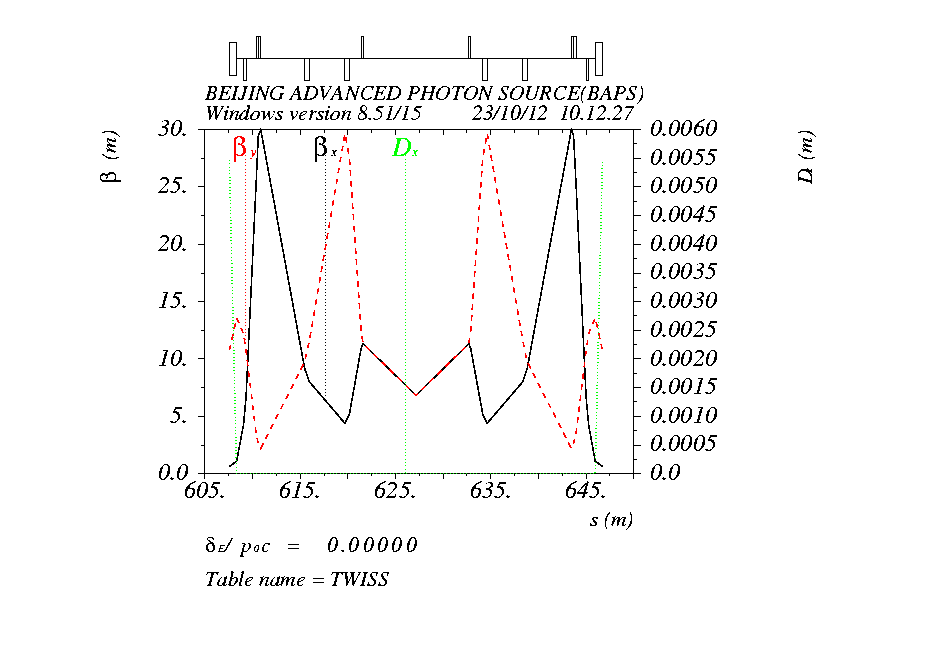 BEIJING ADVANCED PHOTON SOURCE(BAPS)
Windows version 8.51/15 23/10/12 10.12.27
β (m)
30.
25.
20.
15.
10.
5.
0.0
βy βx Dx
0.0060
0.0055
0.0050
0.0045
0.0040
0.0035
0.0030
0.0025
0.0020
0.0015
0.0010
0.0005
0.0
D (m)
605. 615. 625. 635. 645.
s (m)
δE/ p0c = 0.00000
Table name = TWISS